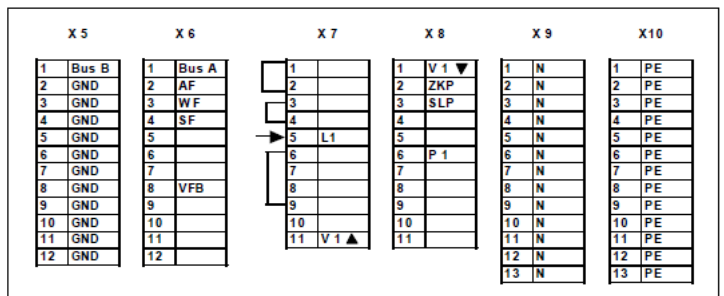 X 5 X 6 X 7 X 8 X 9 X10
1 Bus B 1 Bus A 1 1 V 1 ▼ 1 N 1 PE
2 GND 2 AF 2 2 ZKP 2 N 2 PE
3 GND 3 WF 3 3 SLP 3 N 3 PE
4 GND 4 SF 4 4 4 N 4 PE
5 GND 5 5 L1 5 5 N 5 PE
6 GND 6 6 6 P 1 6 N 6 PE
7 GND 7 7 7 7 N 7 PE
8 GND 8 VFB 8 8 8 N 8 PE
9 GND 9 9 9 9 N 9 PE
10 GND 10 10 10 10 N 10 PE
11 GND 11 11 V 1 ▲ 11 11 N 11 PE
12 GND 12 12 N 12 PE
13 N 13 PE